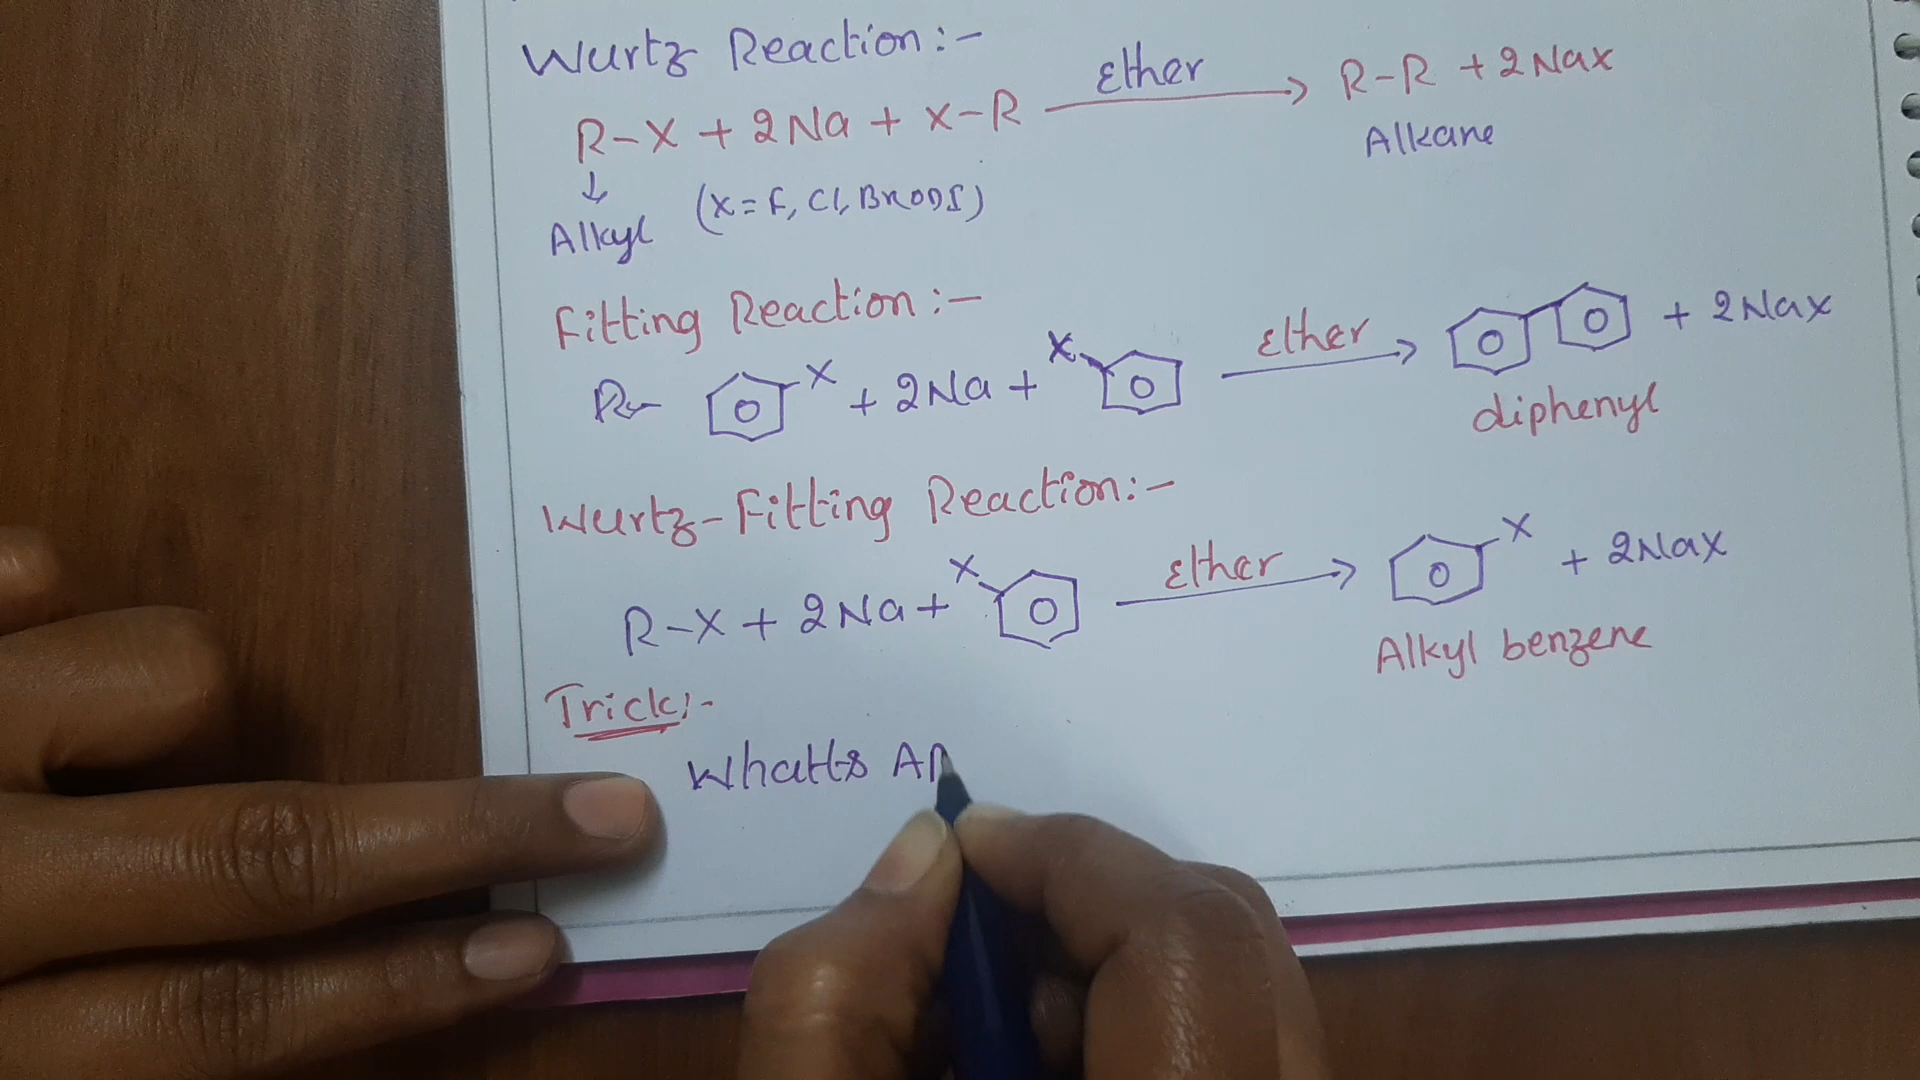 Wurtz Reaction:-
R-X + 2Na + X-R Ether R-R + 2Nax
Alkyl (X=F, Cl, Br Alkane
Fitting Reaction:-
R- X + 2Na + X Ether + 2Nax
diphenyl
Wurtz-Fitting Reaction:-
R-X + 2Na + X Ether X + 2Nax
Alkyl benzene
Trick:-
Whatts